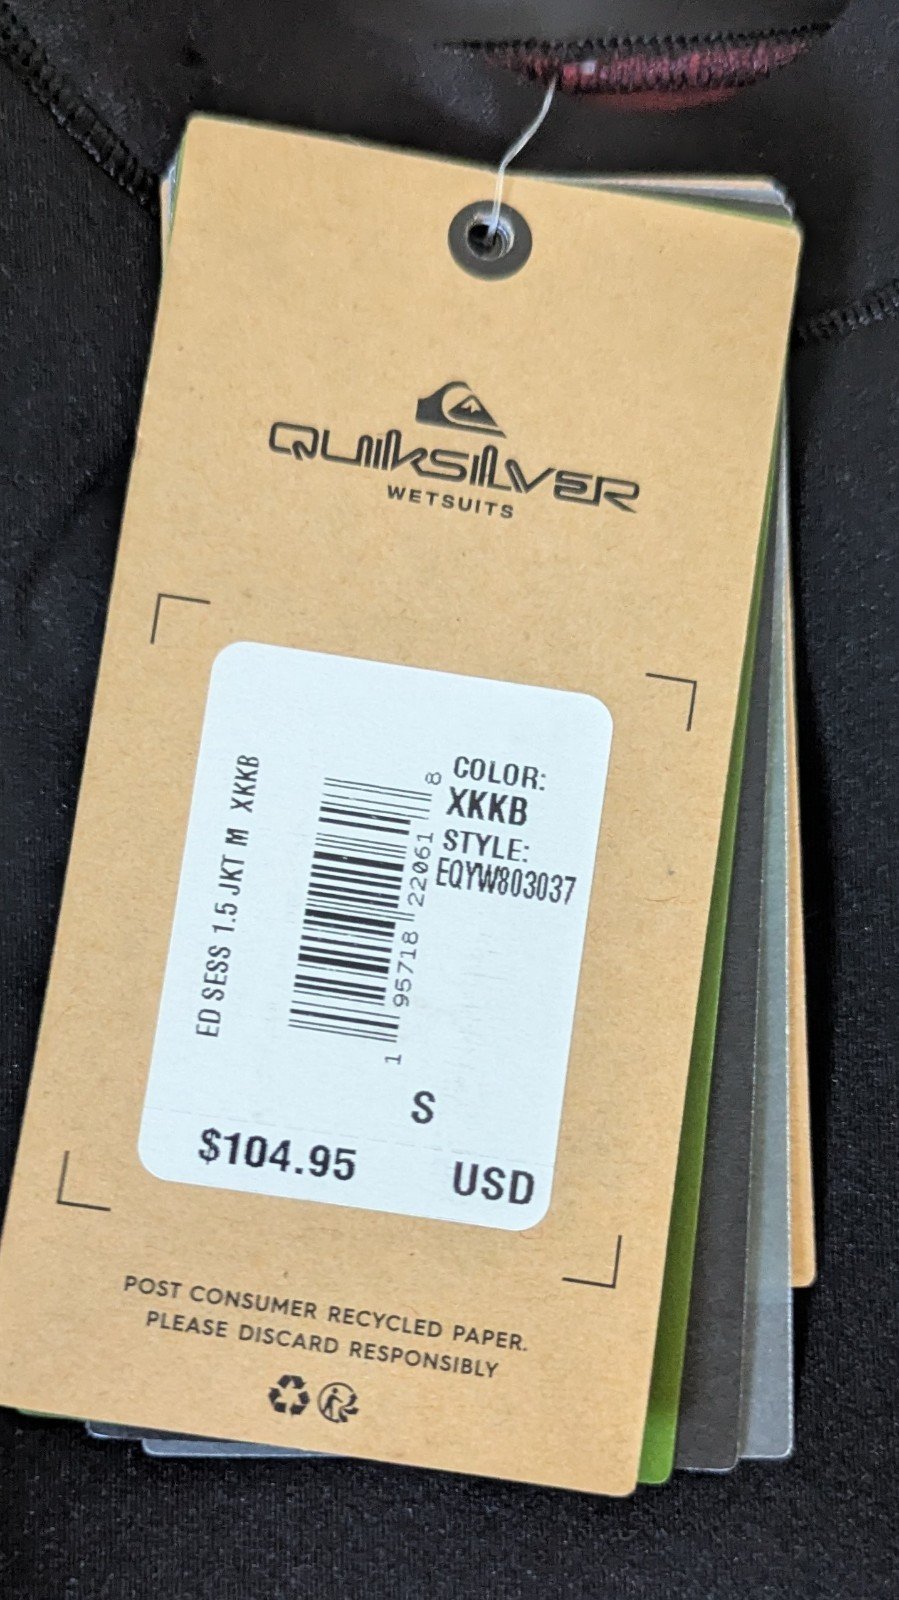 QUIKSILVER
WETSUITS
ED SESS 1.5 JKT M XKKB
1 95718 22061 8
COLOR:
XKKB
STYLE:
EQYW803037
S
$104.95 USD
POST CONSUMER RECYCLED PAPER.
PLEASE DISCARD RESPONSIBLY